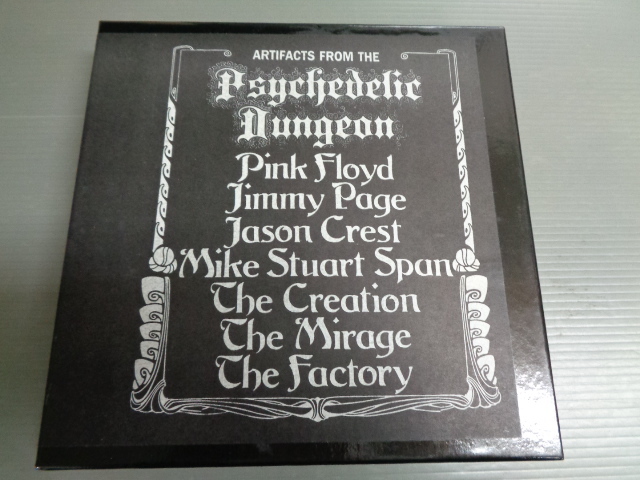 ARTIFACTS FROM THE
Psychedelic
Dungeon
Pink Floyd
Jimmy Page
Jason Crest
Mike Stuart Span
The Creation
The Mirage
The Factory